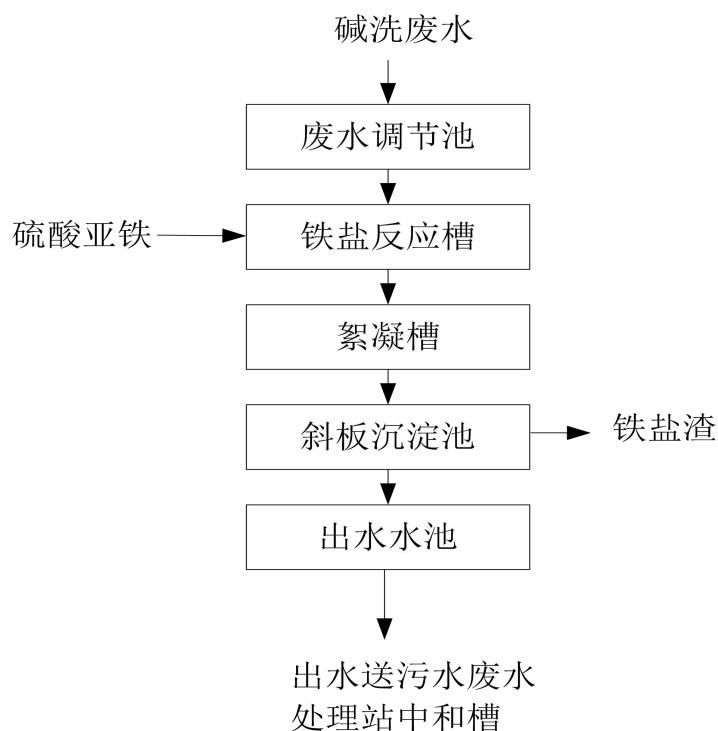 碱洗废水
废水调节池
硫酸亚铁
铁盐反应槽
絮凝槽
斜板沉淀池
铁盐渣
出水水池
出水送污水废水
处理站中和槽